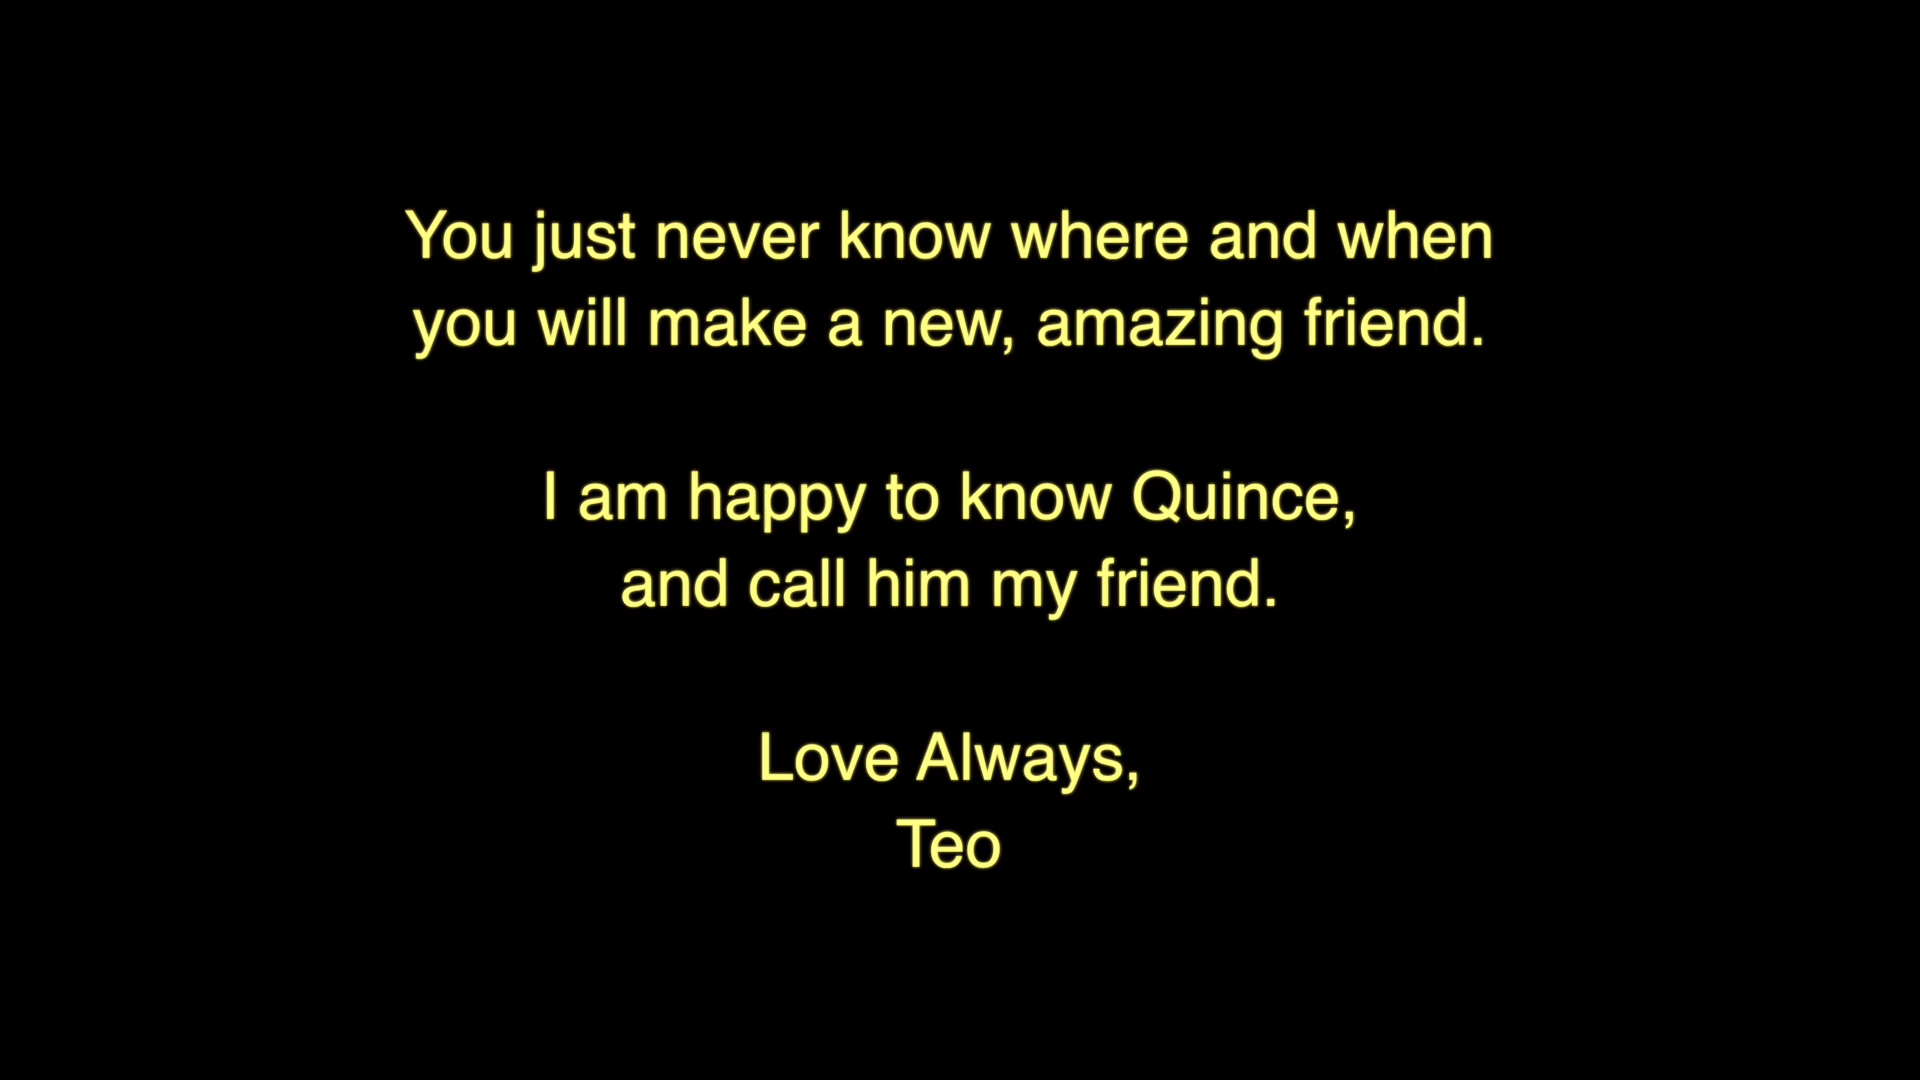 You just never know where and when
you will make a new, amazing friend.
I am happy to know Quince,
and call him my friend.
Love Always,
Teo